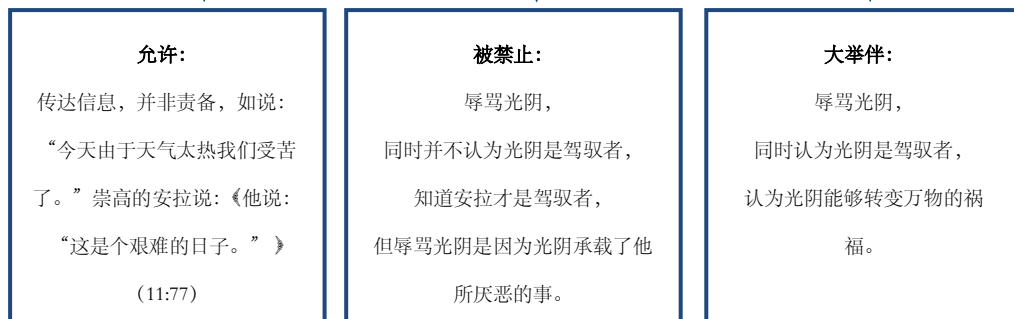 允许：
传达信息，并非责备，如说：
“今天由于天气太热我们受苦
了。”崇高的安拉说：《他说：
“这是个艰难的日子。”》
（11:77）
被禁止：
辱骂光阴，
同时并不认为光阴是驾驭者，
知道安拉才是驾驭者，
但辱骂光阴是因为光阴承载了他
所厌恶的事。
大举伴：
辱骂光阴，
同时认为光阴是驾驭者，
认为光阴能够转变万物的祸
福。